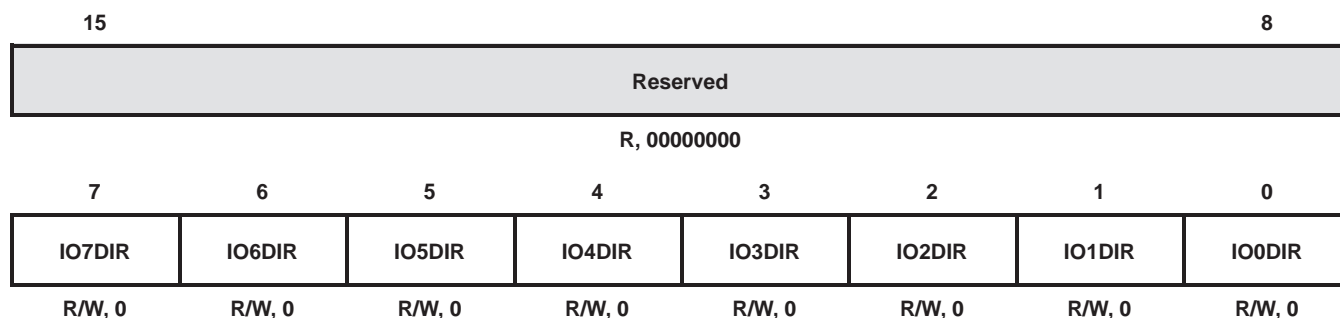 15 8
Reserved
R, 00000000
7 6 5 4 3 2 1 0
IO7DIR IO6DIR IO5DIR IO4DIR IO3DIR IO2DIR IO1DIR IO0DIR
R/W, 0 R/W, 0 R/W, 0 R/W, 0 R/W, 0 R/W, 0 R/W, 0 R/W, 0